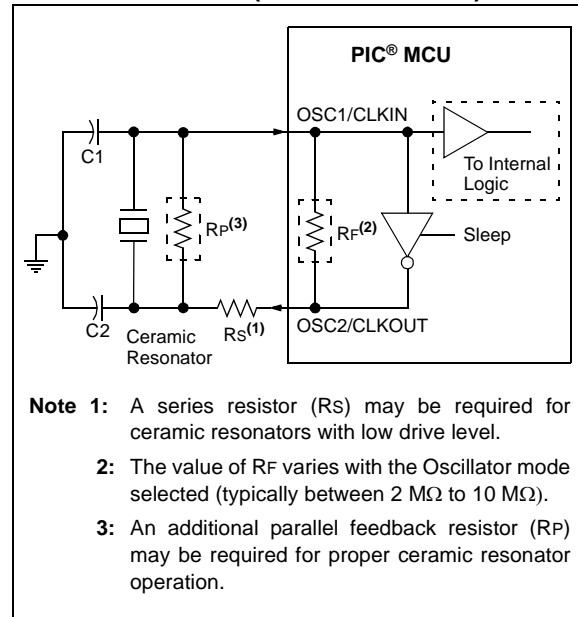 PIC® MCU
OSC1/CLKIN
C1
To Internal
Logic
RP(3)
RF(2)
Sleep
C2
Ceramic
Resonator
RS(1)
OSC2/CLKOUT
Note 1: A series resistor (RS) may be required for
ceramic resonators with low drive level.
2: The value of RF varies with the Oscillator mode
selected (typically between 2 MΩ to 10 MΩ).
3: An additional parallel feedback resistor (RP)
may be required for proper ceramic resonator
operation.